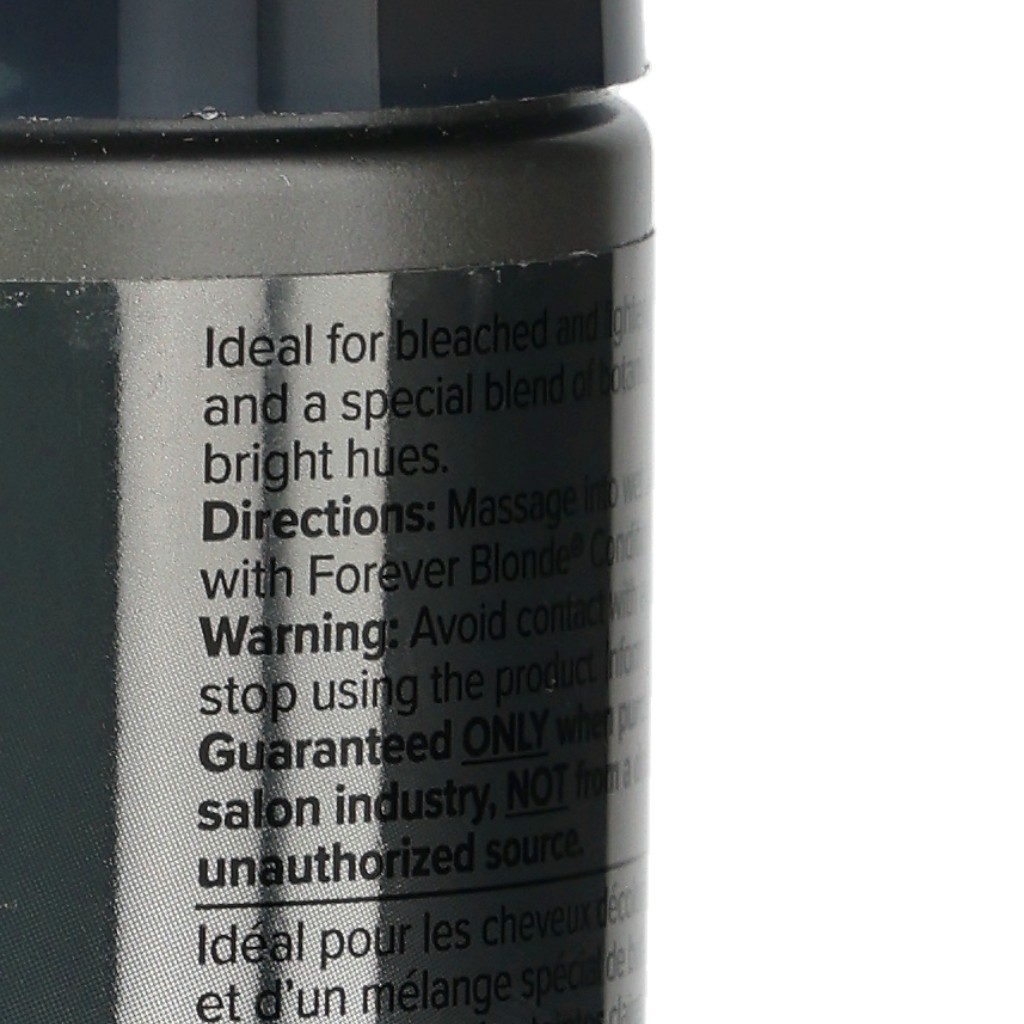 Ideal for bleached and
and a special blend of
bright hues.
Directions: Massage into
with Forever Blonde®
Warning: Avoid contact with
stop using the product.
Guaranteed ONLY when
salon industry, NOT from a
unauthorized source.
Idéal pour les cheveux
et d'un mélange spécial de